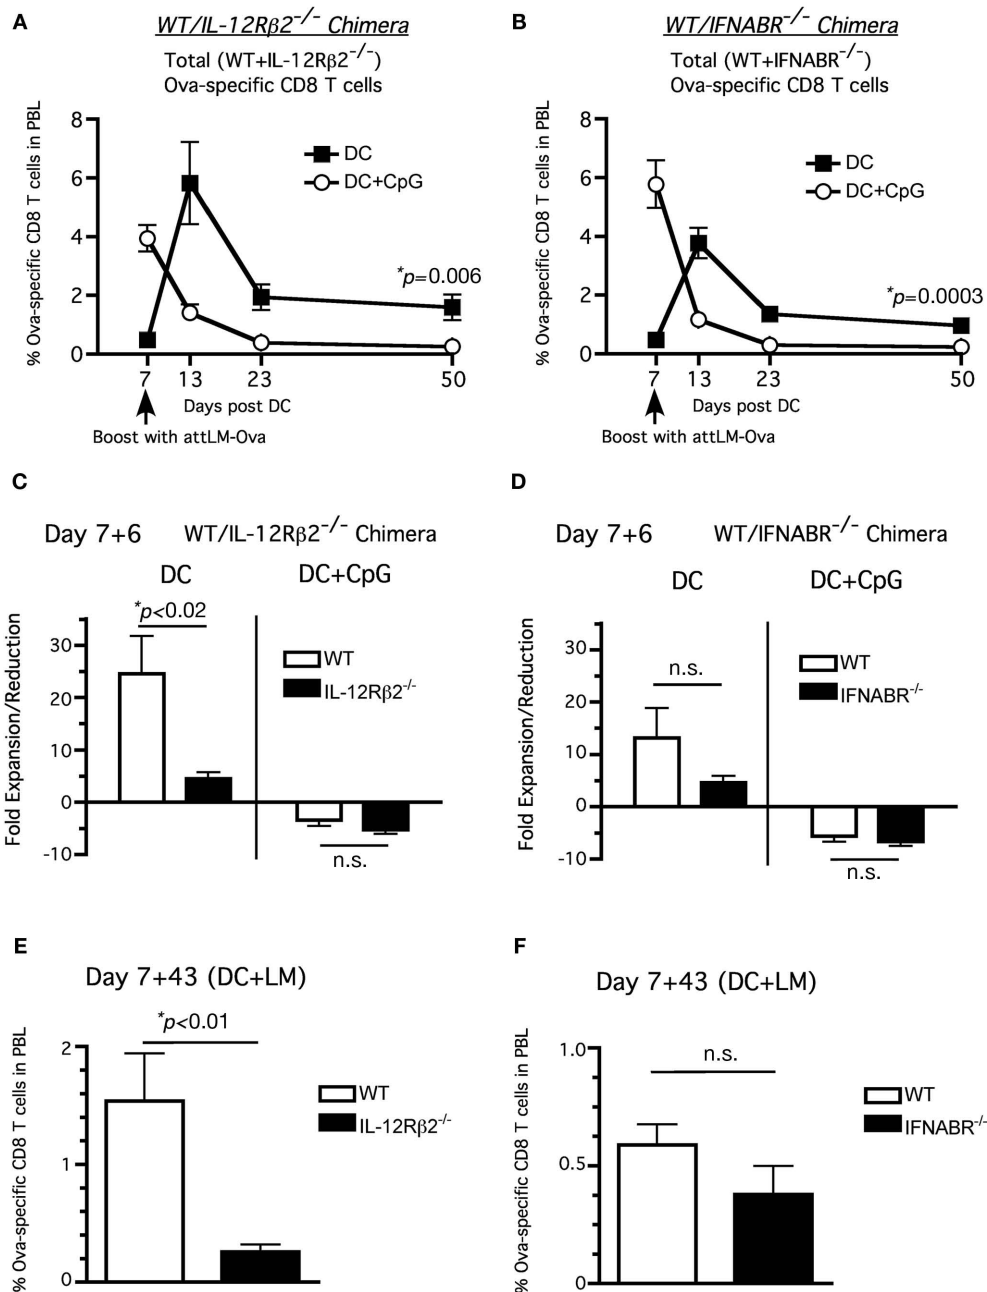 A
WT/IL-12Rβ2-/- Chimera
Total (WT+IL-12Rβ2-/-)
Ova-specific CD8 T cells
% Ova-specific CD8 T cells in PBL
8
6
4
2
0
DC
DC+CpG
*p=0.006
7
13
23
50
Days post DC
Boost with attLM-Ova
B
WT/IFNABR-/- Chimera
Total (WT+IFNABR-/-)
Ova-specific CD8 T cells
% Ova-specific CD8 T cells in PBL
8
6
4
2
0
DC
DC+CpG
*p=0.0003
7
13
23
50
Days post DC
Boost with attLM-Ova
C
Day 7+6 WT/IL-12Rβ2-/- Chimera
DC
DC+CpG
*p<0.02
Fold Expansion/Reduction
30
20
10
0
-10
WT
IL-12Rβ2-/-
n.s.
D
Day 7+6 WT/IFNABR-/- Chimera
DC
DC+CpG
n.s.
Fold Expansion/Reduction
30
20
10
0
-10
WT
IFNABR-/-
n.s.
E
Day 7+43 (DC+LM)
*p<0.01
% Ova-specific CD8 T cells in PBL
2
1
0
WT
IL-12Rβ2-/-
F
Day 7+43 (DC+LM)
n.s.
% Ova-specific CD8 T cells in PBL
1.0
0.5
0
WT
IFNABR-/-